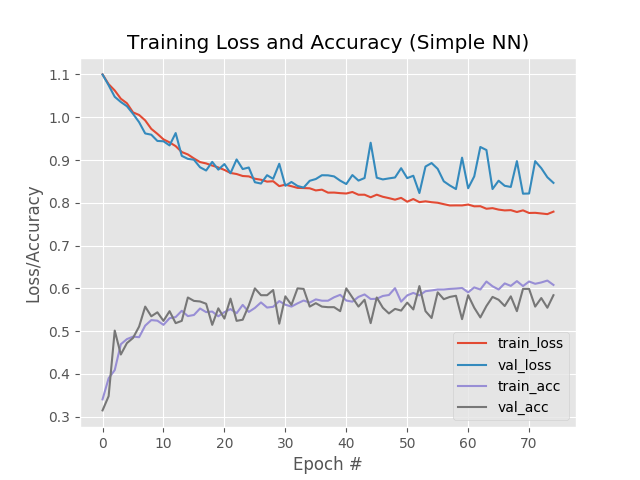 Training Loss and Accuracy (Simple NN)
Loss/Accuracy
1.1
1.0
0.9
0.8
0.7
0.6
0.5
0.4
0.3
0 10 20 30 40 50 60 70
Epoch #
train_loss
val_loss
train_acc
val_acc